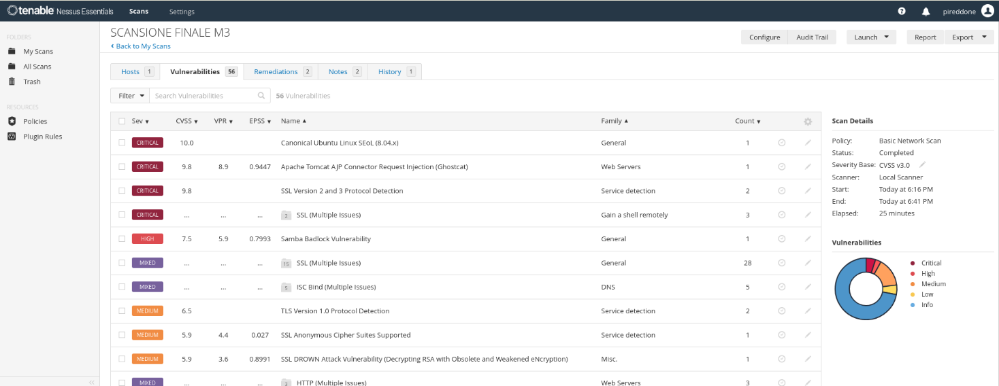 tenable Nessus Essentials Scans Settings pireddone
FOLDERS
My Scans
All Scans
Trash
RESOURCES
Policies
Plugin Rules
SCANSIONE FINALE M3
Back to My Scans
Configure Audit Trail Launch Report Export
Hosts 1 Vulnerabilities 56 Remediations 2 Notes 2 History 1
Filter Search Vulnerabilities 56 Vulnerabilities
Sev CVSS VPR EPSS Name Family Count
CRITICAL 10.0 Canonical Ubuntu Linux SEoL (8.04.x) General 1
CRITICAL 9.8 8.9 0.9447 Apache Tomcat AJP Connector Request Injection (Ghostcat) Web Servers 1
CRITICAL 9.8 SSL Version 2 and 3 Protocol Detection Service detection 2
CRITICAL ... ... ... 2 SSL (Multiple Issues) Gain a shell remotely 3
HIGH 7.5 5.9 0.7993 Samba Badlock Vulnerability General 1
MIXED ... ... ... 15 SSL (Multiple Issues) General 28
MIXED ... ... ... 5 ISC Bind (Multiple Issues) DNS 5
MEDIUM 6.5 TLS Version 1.0 Protocol Detection Service detection 2
MEDIUM 5.9 4.4 0.027 SSL Anonymous Cipher Suites Supported Service detection 1
MEDIUM 5.9 3.6 0.8991 SSL DROWN Attack Vulnerability (Decrypting RSA with Obsolete and Weakened eNcryption) Misc. 1
MIXED ... ... ... 3 HTTP (Multiple Issues) Web Servers 3
Scan Details
Policy: Basic Network Scan
Status: Completed
Severity Base: CVSS v3.0
Scanner: Local Scanner
Start: Today at 6:16 PM
End: Today at 6:41 PM
Elapsed: 25 minutes
Vulnerabilities
Critical
High
Medium
Low
Info